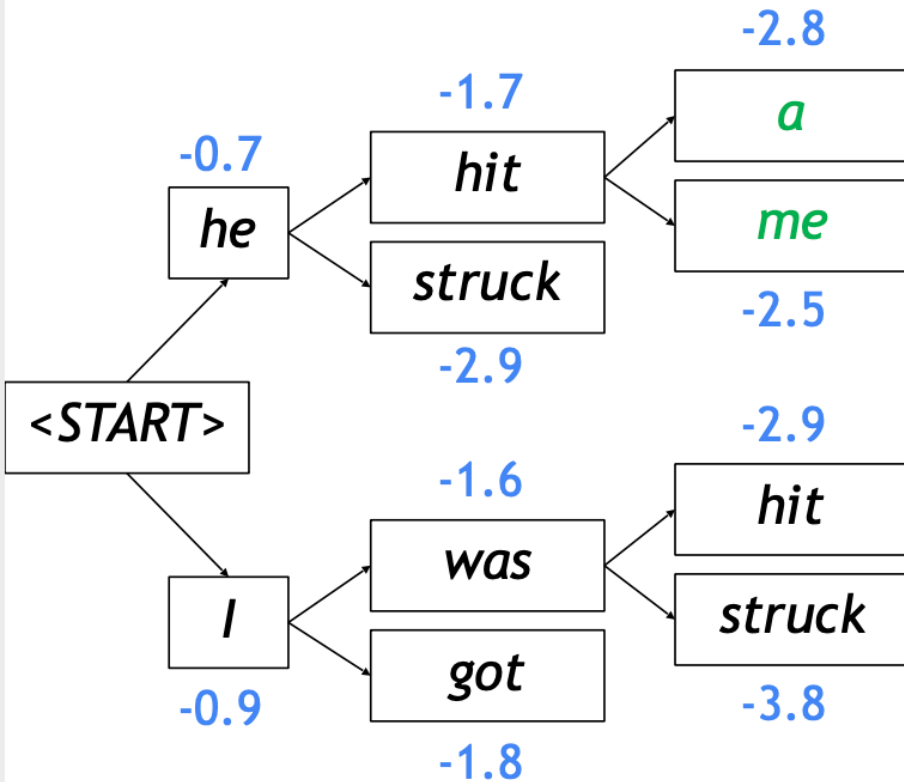 -2.8
-1.7
a
-0.7
hit
he
me
struck
-2.5
-2.9
<START>
-2.9
-1.6
hit
was
I
struck
got
-0.9
-3.8
-1.8